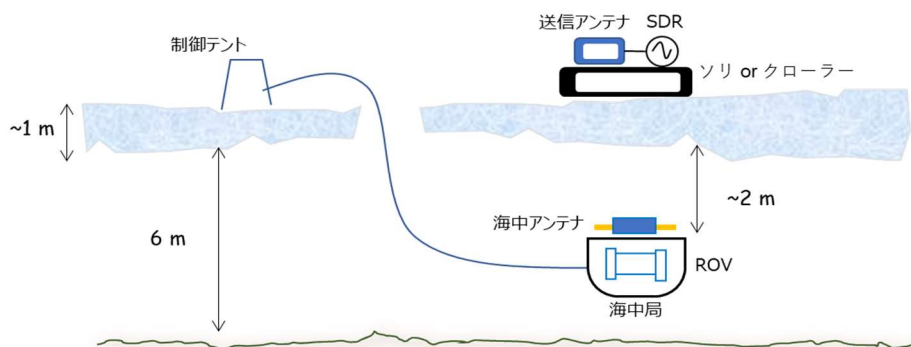 送信アンテナ SDR
制御テント
ソリ or クローラー
~1 m
~2 m
海中アンテナ
6 m
ROV
海中局